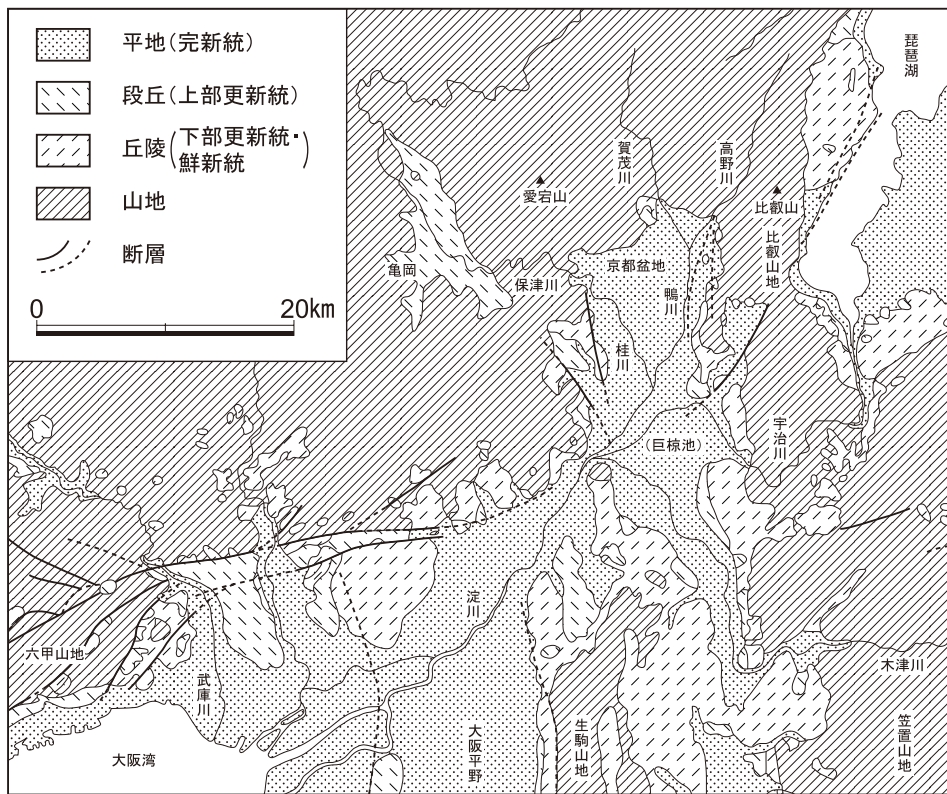 平地(完新統)
段丘(上部更新統)
丘陵(下部更新統・鮮新統)
山地
断層
0 20km
琵琶湖
賀茂川
高野川
愛宕山
比叡山
比叡山地
亀岡
保津川
京都盆地
鴨川
桂川
(巨椋池)
宇治川
淀川
六甲山地
武庫川
木津川
大阪湾
大阪平野
生駒山地
笠置山地